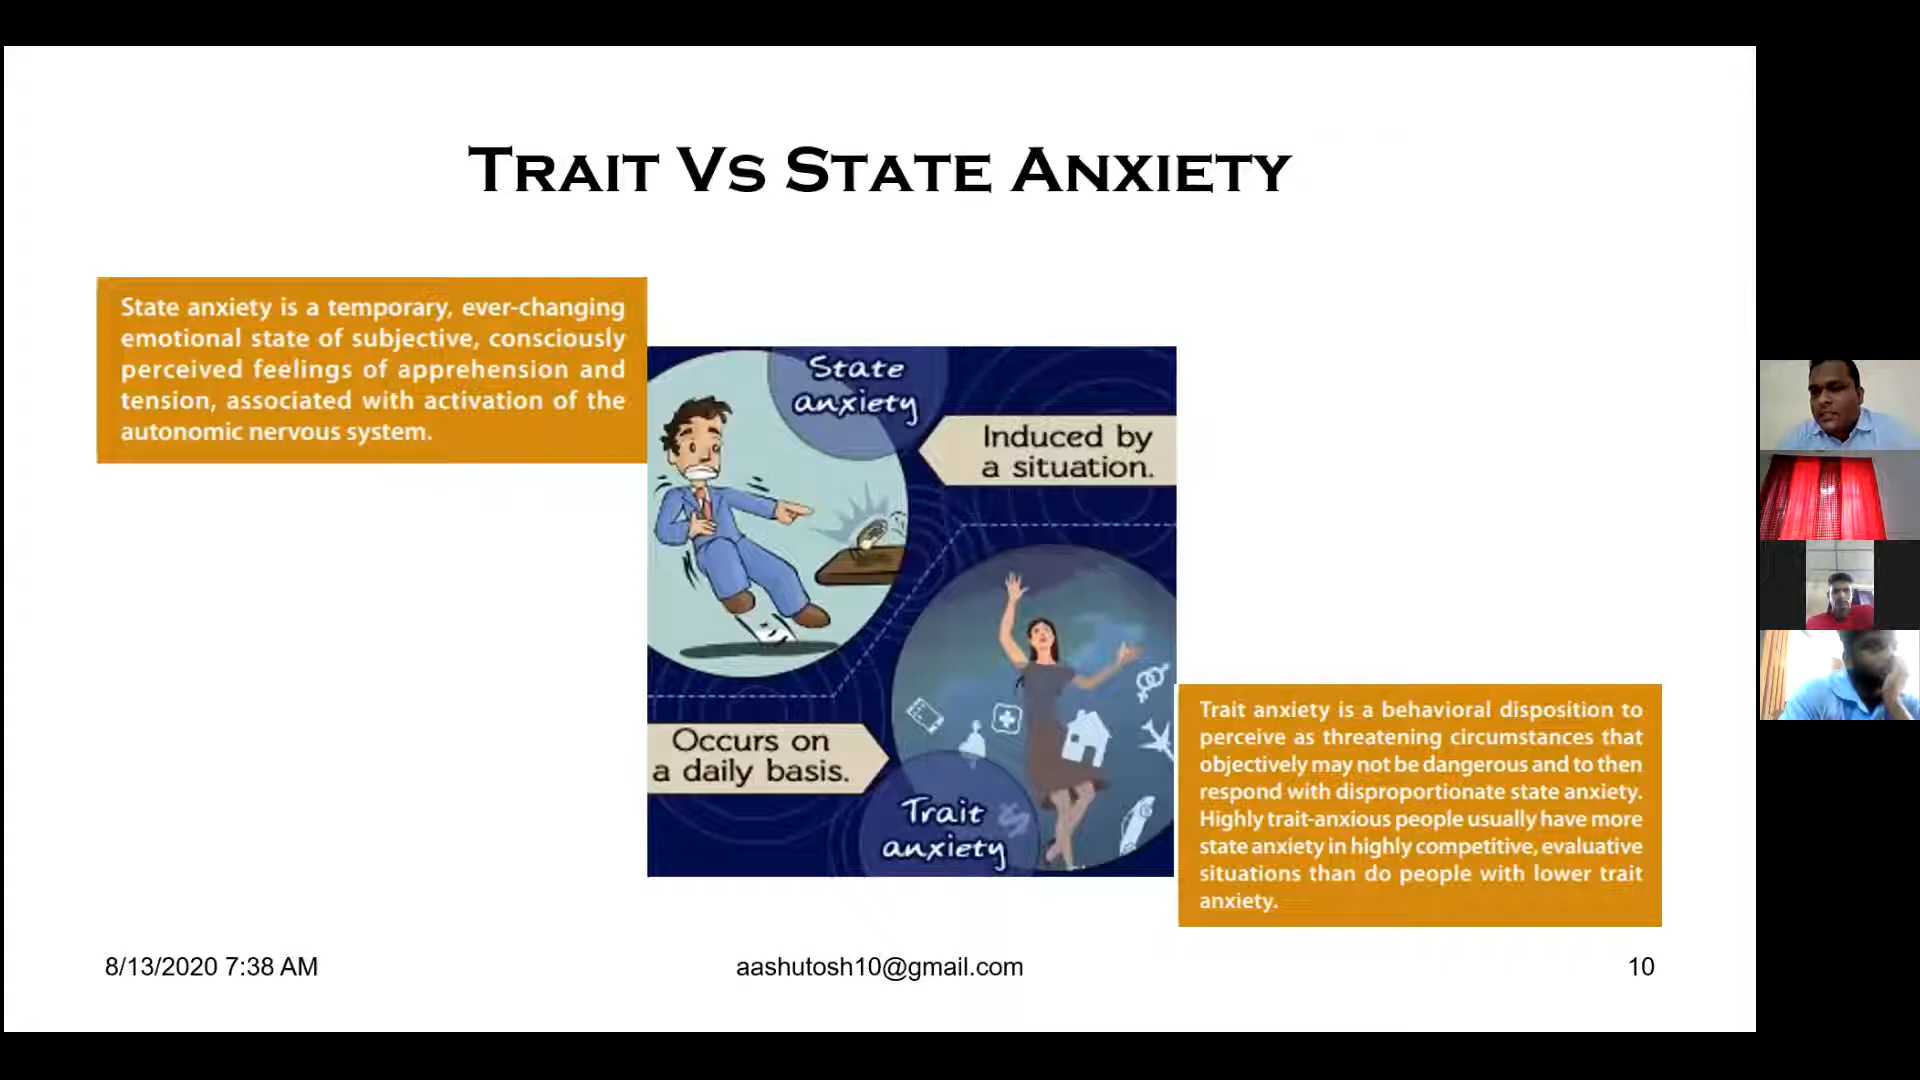 TRAIT VS STATE ANXIETY
State anxiety is a temporary, ever-changing
emotional state of subjective, consciously
perceived feelings of apprehension and
tension, associated with activation of the
autonomic nervous system.
State
anxiety
Induced by
a situation.
Occurs on
a daily basis.
Trait
anxiety
Trait anxiety is a behavioral disposition to
perceive as threatening circumstances that
objectively may not be dangerous and to then
respond with disproportionate state anxiety.
Highly trait-anxious people usually have more
state anxiety in highly competitive, evaluative
situations than do people with lower trait
anxiety.
8/13/2020 7:38 AM
aashutosh10@gmail.com
10